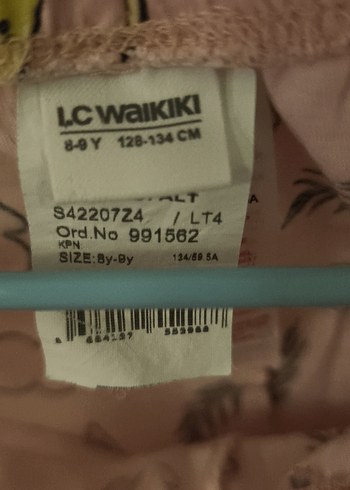 LC WAIKIKI
8-9 Y 128-134 CM
S42207Z4 / LT4
Ord.No 991562
KPN
SIZE:8y-9y 134/59.5A